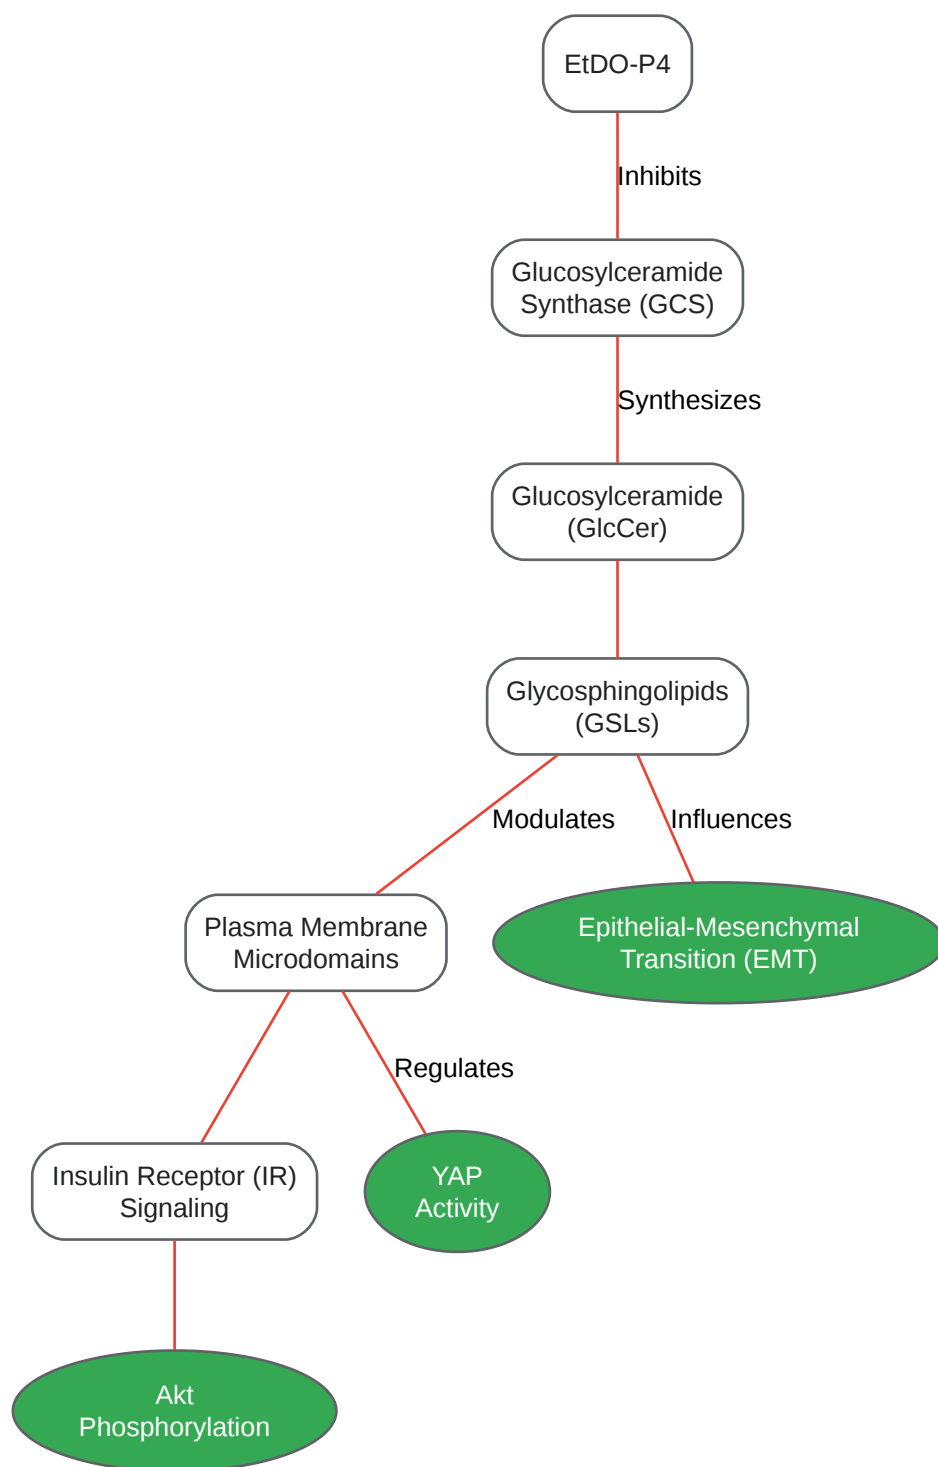 EtDO-P4
Inhibits
Glucosylceramide
Synthase (GCS)
Synthesizes
Glucosylceramide
(GlcCer)
Glycosphingolipids
(GSLs)
Modulates
Influences
Plasma Membrane
Microdomains
Epithelial-Mesenchymal
Transition (EMT)
Regulates
Insulin Receptor (IR)
Signaling
YAP
Activity
Akt
Phosphorylation